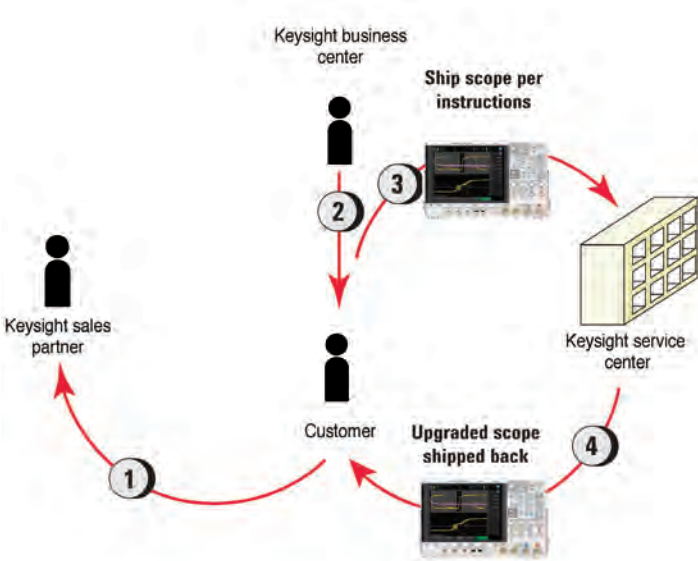 Keysight business
center
Ship scope per
instructions
3
2
Keysight sales
partner
Keysight service
center
Customer
Upgraded scope
shipped back
4
1